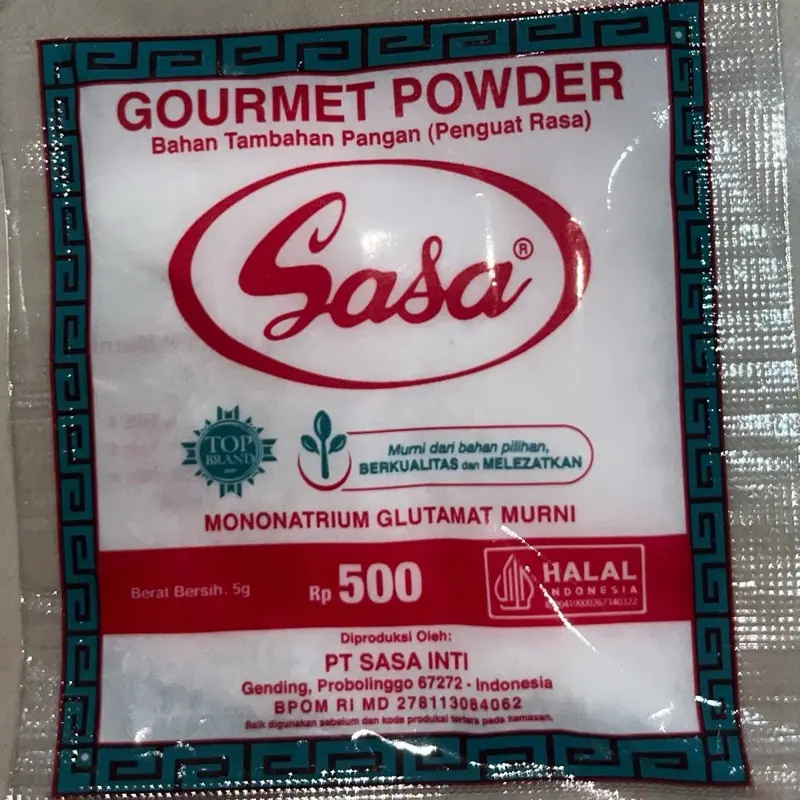 GOURMET POWDER
Bahan Tambahan Pangan (Penguat Rasa)
Sasa®
TOP
BRAND
Murni dari bahan pilihan,
BERKUALITAS dan MELEZATKAN
MONONATRIUM GLUTAMAT MURNI
Berat Bersih: 5g
Rp 500
HALAL
INDONESIA
Diproduksi Oleh:
PT SASA INTI
Gending, Probolinggo 67272 - Indonesia
BPOM RI MD 278113084062
Baik digunakan sebelum dan kode produksi tertera pada kemasan.